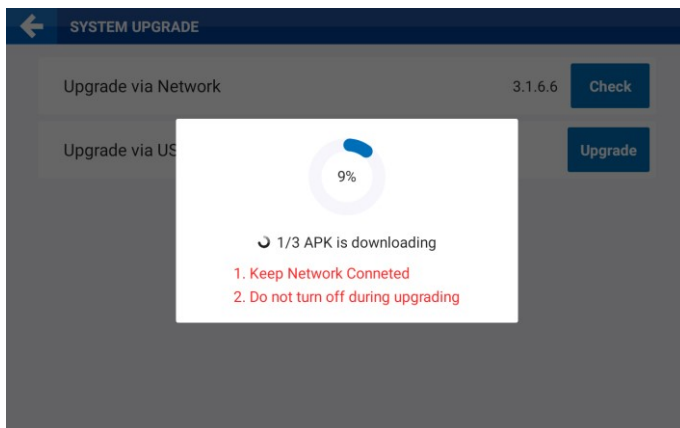 SYSTEM UPGRADE
Upgrade via Network 3.1.6.6 Check
Upgrade via US Upgrade
9%
1/3 APK is downloading
1. Keep Network Conneted
2. Do not turn off during upgrading